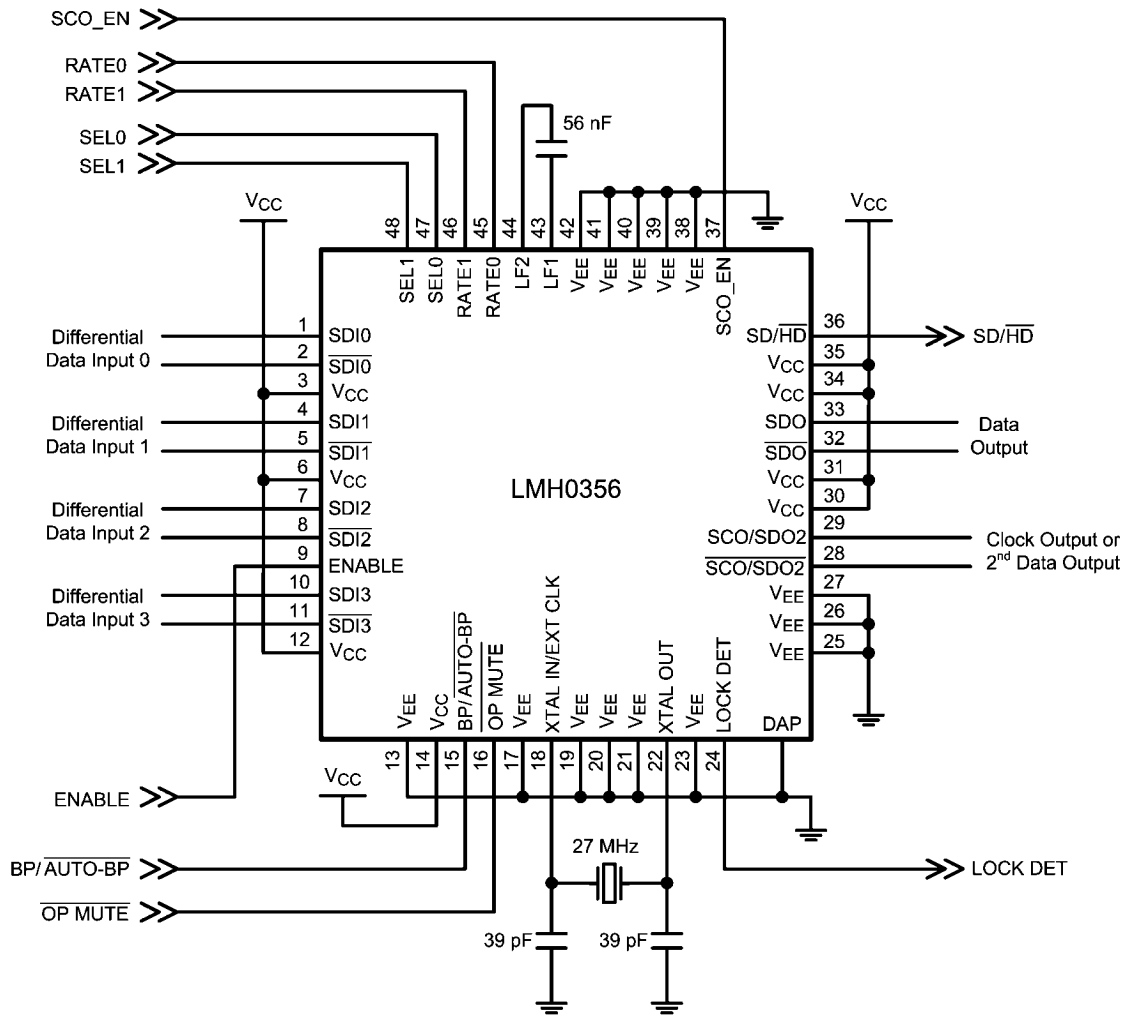 SCO_EN
RATE0
RATE1
SEL0
SEL1
56 nF
VCC
VCC
48
47
46
45
44
43
42
41
40
39
38
37
SEL1
SEL0
RATE1
RATE0
LF2
LF1
VEE
VEE
VEE
VEE
VEE
SCO_EN
Differential
Data Input 0
1 SDI0
2 SDI0
3 VCC
Differential
Data Input 1
4 SDI1
5 SDI1
6 VCC
Differential
Data Input 2
7 SDI2
8 SDI2
9 ENABLE
Differential
Data Input 3
10 SDI3
11 SDI3
12 VCC
LMH0356
SD/HD 36 SD/HD
VCC 35
VCC 34
SDO 33
SDO 32
Data
Output
VCC 31
VCC 30
SCO/SDO2 29
SCO/SDO2 28
Clock Output or
2nd Data Output
VEE 27
VEE 26
VEE 25
VEE
VCC
BP/AUTO-BP
OP MUTE
VEE
XTAL IN/EXT CLK
VEE
VEE
VEE
XTAL OUT
VEE
LOCK DET
DAP
13
14
15
16
17
18
19
20
21
22
23
24
VCC
ENABLE
BP/AUTO-BP
OP MUTE
27 MHz
39 pF
39 pF
LOCK DET